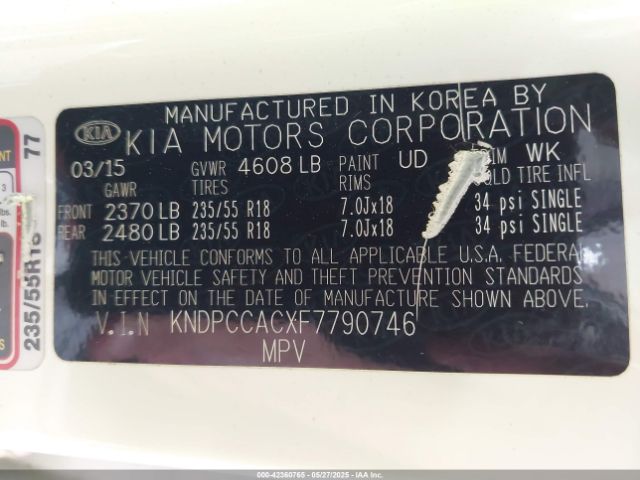 MANUFACTURED IN KOREA BY
KIA KIA MOTORS CORPORATION
03/15 GVWR 4608 LB PAINT UD WK
GAWR TIRES RIMS COLD TIRE INFL
FRONT 2370 LB 235/55 R18 7.0Jx18 34 psi SINGLE
REAR 2480 LB 235/55 R18 7.0Jx18 34 psi SINGLE
THIS VEHICLE CONFORMS TO ALL APPLICABLE U.S.A. FEDERAL
MOTOR VEHICLE SAFETY AND THEFT PREVENTION STANDARDS
IN EFFECT ON THE DATE OF MANUFACTURE SHOWN ABOVE.
V.I.N KNDPCCACXF7790746
MPV
77
235/55R18
000-42360765 - 05/27/2025 - IAA Inc.